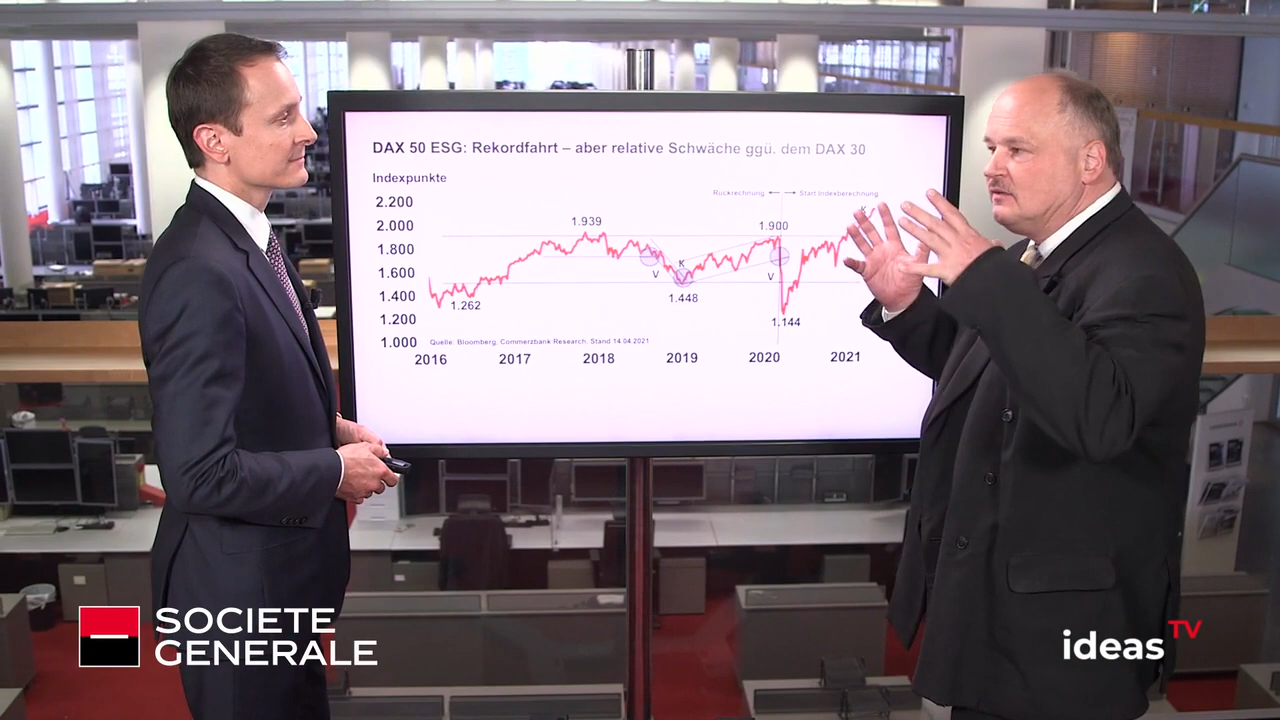 DAX 50 ESG: Rekordfahrt – aber relative Schwäche ggü. dem DAX 30
Indexpunkte
Rückrechnung
Start Indexberechnung
2.200
2.000
1.800
1.600
1.400
1.200
1.000
1.939
1.900
K
V
K
V
1.262
1.448
1.144
Quelle: Bloomberg, Commerzbank Research. Stand 14.04.2021
2016 2017 2018 2019 2020 2021
SOCIETE
GENERALE
ideasTV